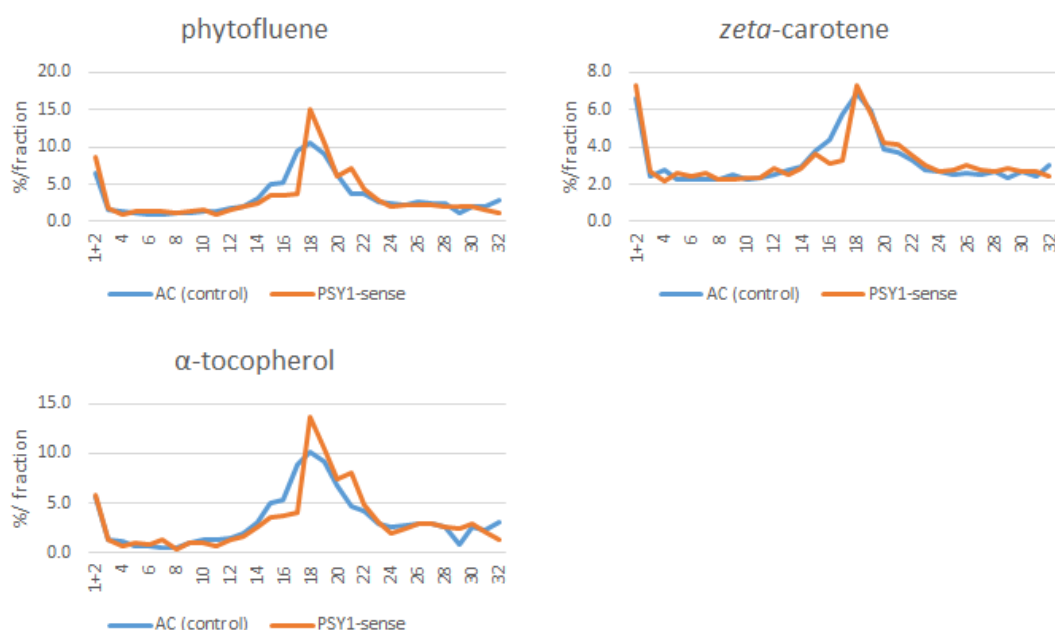 phytofluene
20.0
15.0
10.0
5.0
0.0
%/fraction
1+2 4 6 8 10 12 14 16 18 20 22 24 26 28 30 32
AC (control) PSY1-sense
zeta-carotene
8.0
6.0
4.0
2.0
0.0
%/fraction
1+2 4 6 8 10 12 14 16 18 20 22 24 26 28 30 32
AC (control) PSY1-sense
α-tocopherol
15.0
10.0
5.0
0.0
%/ fraction
1+2 4 6 8 10 12 14 16 18 20 22 24 26 28 30 32
AC (control) PSY1-sense